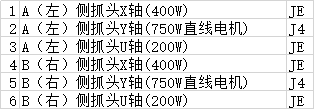 1 A(左)侧抓头X轴(400W) JE
2 A(左)侧抓头Y轴(750W直线电机) J4
3 A(左)侧抓头U轴(200W) JE
4 B(右)侧抓头X轴(400W) JE
5 B(右)侧抓头Y轴(750W直线电机) J4
6 B(右)侧抓头U轴(200W) JE